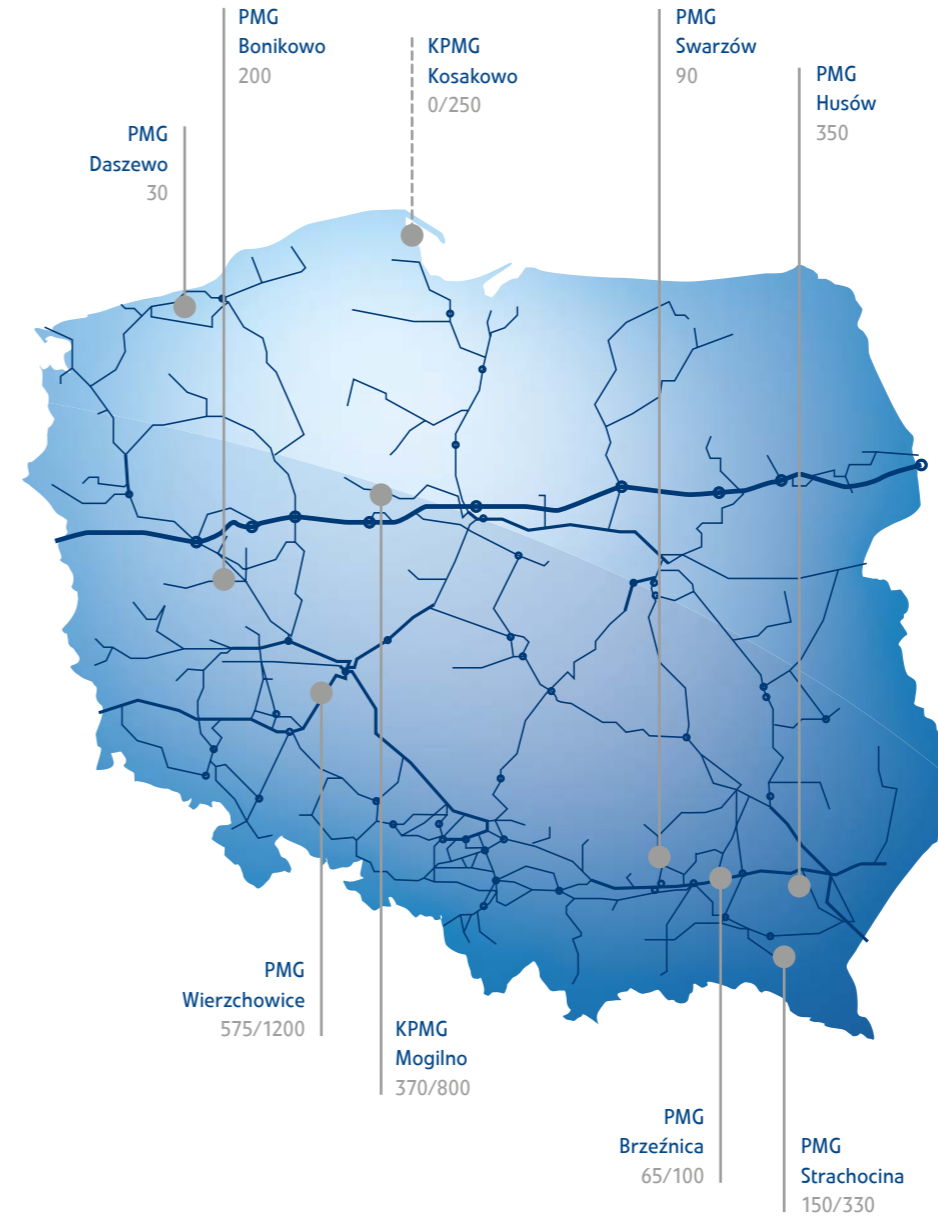 PMG
Bonikowo
200
KPMG
Kosakowo
0/250
PMG
Swarzów
90
PMG
Husów
350
PMG
Daszewo
30
PMG
Wierzchowice
575/1200
KPMG
Mogilno
370/800
PMG
Brzeźnica
65/100
PMG
Strachocina
150/330